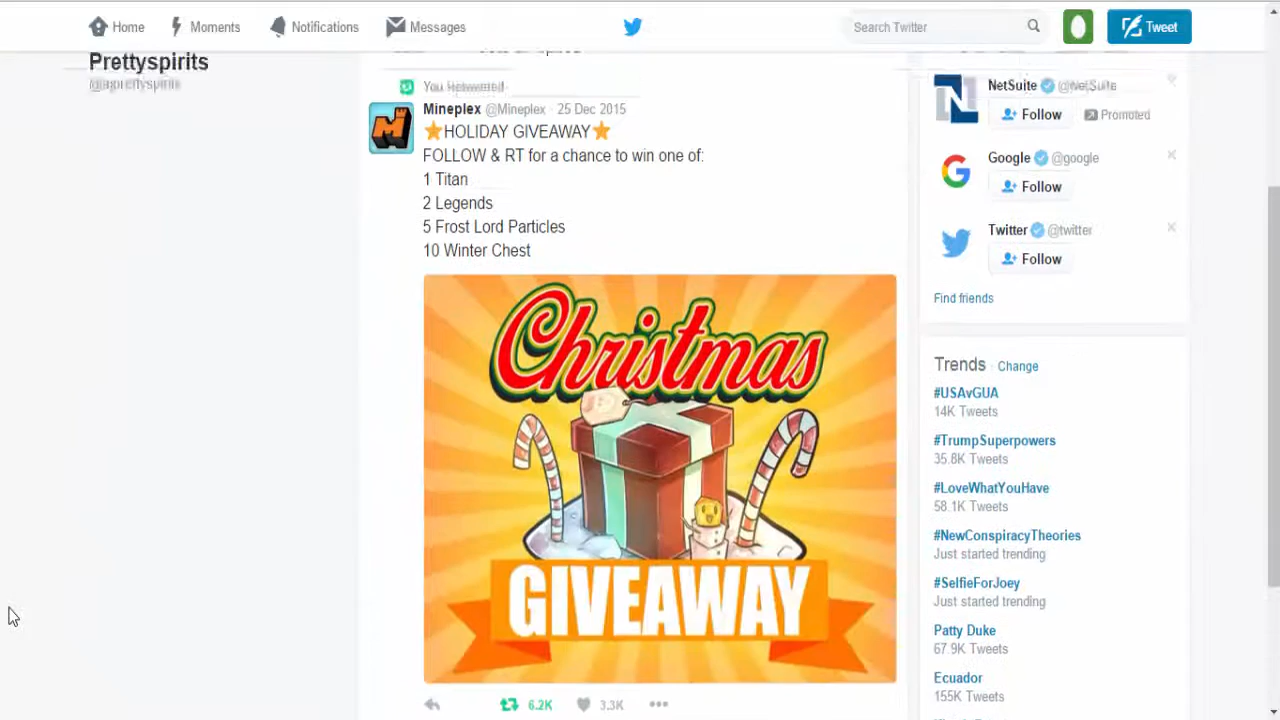 Home
Moments
Notifications
Messages
Search Twitter
Tweet
Prettyspirits
You Retweeted
Mineplex @Mineplex · 25 Dec 2015
HOLIDAY GIVEAWAY
FOLLOW & RT for a chance to win one of:
1 Titan
2 Legends
5 Frost Lord Particles
10 Winter Chest
Christmas
GIVEAWAY
6.2K
3.3K
NetSuite @NetSuite
Follow
Promoted
Google @google
Follow
Twitter @twitter
Follow
Find friends
Trends · Change
#USAvGUA
14K Tweets
#TrumpSuperpowers
35.8K Tweets
#LoveWhatYouHave
58.1K Tweets
#NewConspiracyTheories
Just started trending
#SelfieForJoey
Just started trending
Patty Duke
67.9K Tweets
Ecuador
155K Tweets